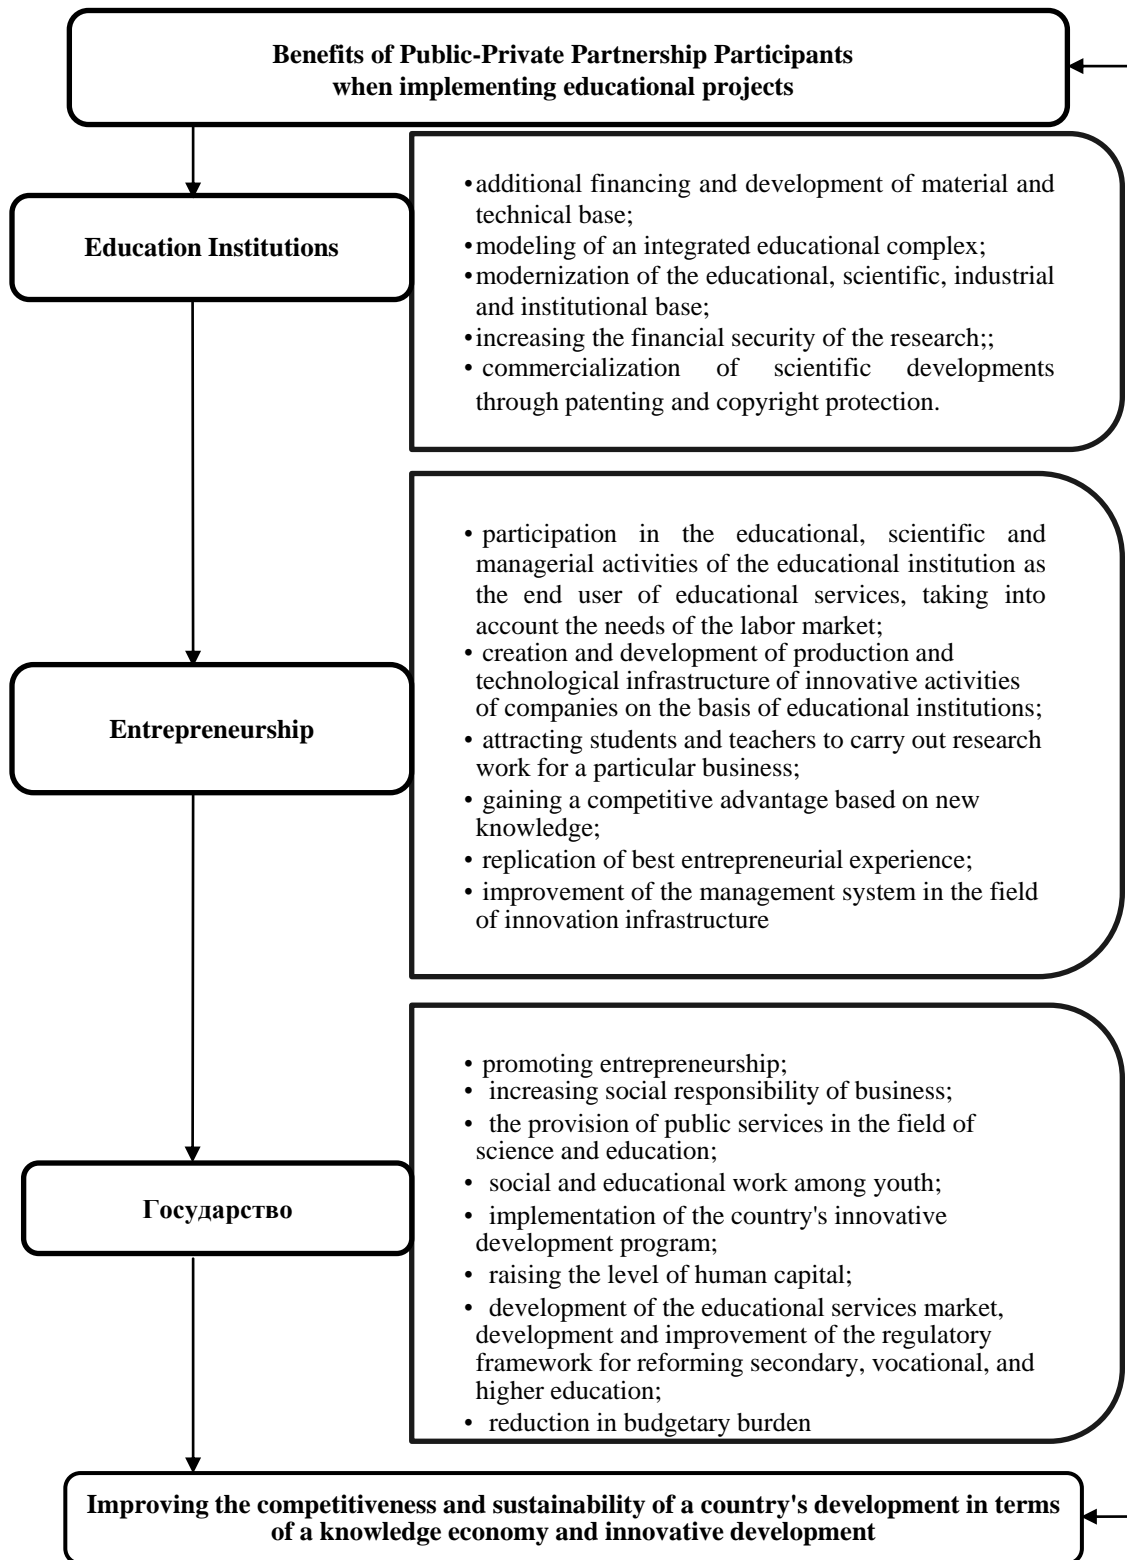 Benefits of Public-Private Partnership Participants
when implementing educational projects
Education Institutions
•additional financing and development of material and
technical base;
•modeling of an integrated educational complex;
•modernization of the educational, scientific, industrial
and institutional base;
•increasing the financial security of the research;;
• commercialization of scientific developments
through patenting and copyright protection.
Entrepreneurship
• participation in the educational, scientific and
managerial activities of the educational institution as
the end user of educational services, taking into
account the needs of the labor market;
• creation and development of production and
technological infrastructure of innovative activities
of companies on the basis of educational institutions;
• attracting students and teachers to carry out research
work for a particular business;
• gaining a competitive advantage based on new
knowledge;
• replication of best entrepreneurial experience;
• improvement of the management system in the field
of innovation infrastructure
Государство
• promoting entrepreneurship;
• increasing social responsibility of business;
• the provision of public services in the field of
science and education;
• social and educational work among youth;
• implementation of the country's innovative
development program;
• raising the level of human capital;
• development of the educational services market,
development and improvement of the regulatory
framework for reforming secondary, vocational, and
higher education;
• reduction in budgetary burden
Improving the competitiveness and sustainability of a country's development in terms
of a knowledge economy and innovative development